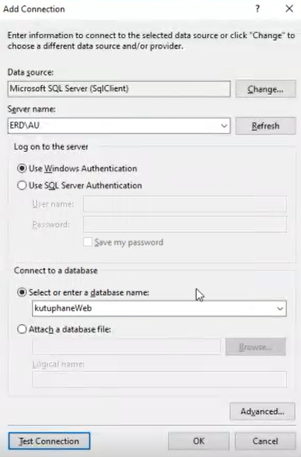 Add Connection ? ×
Enter information to connect to the selected data source or click "Change" to
choose a different data source and/or provider.
Data source:
Microsoft SQL Server (SqlClient) Change...
Server name:
ERD\AU Refresh
Log on to the server
Use Windows Authentication
Use SQL Server Authentication
User name:
Password:
Save my password
Connect to a database
Select or enter a database name:
kutuphaneWeb
Attach a database file:
Browse...
Logical name:
Advanced...
Test Connection OK Cancel